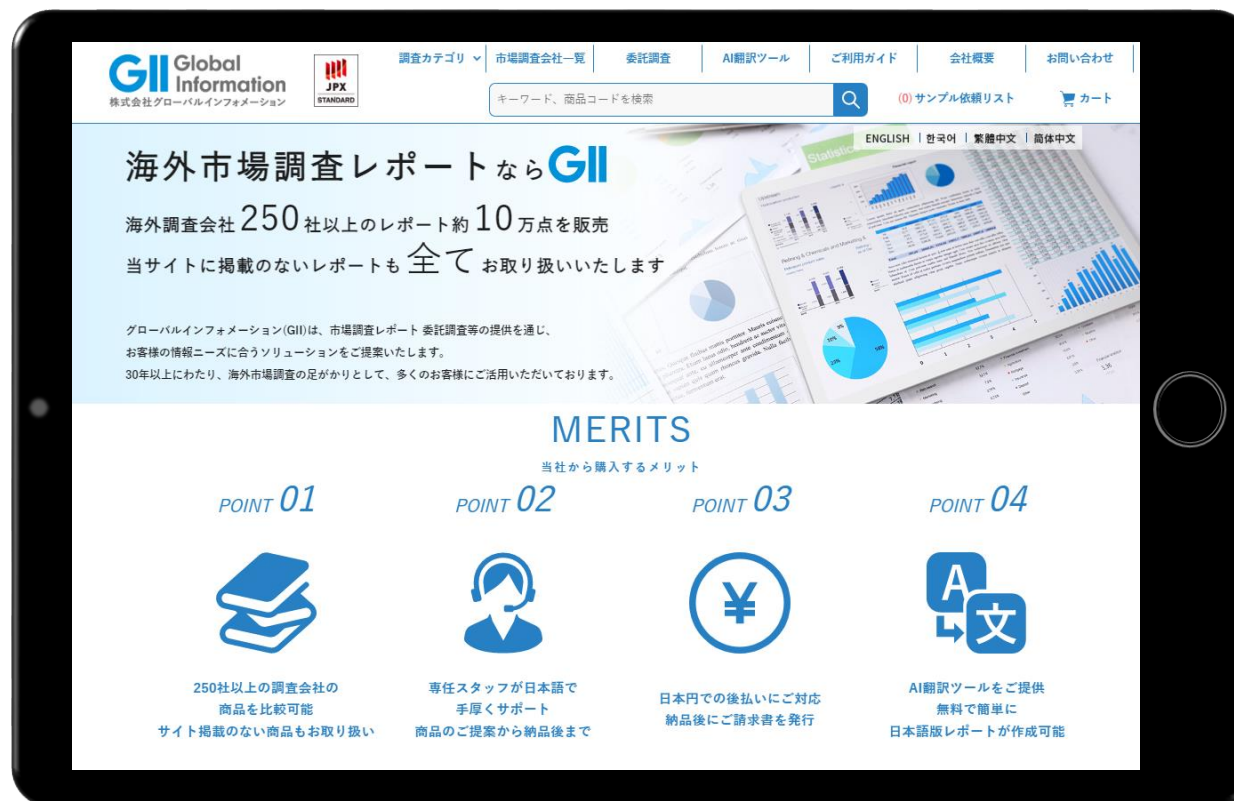 GII Global
Information
株式会社グローバルインフォメーション
JPX
STANDARD
調査カテゴリ
市場調査会社一覧
委託調査
AI翻訳ツール
ご利用ガイド
会社概要
お問い合わせ
キーワード、商品コードを検索
(0) サンプル依頼リスト
カート
ENGLISH
한국어
繁體中文
简体中文
海外市場調査レポートならGII
海外調査会社250社以上のレポート約10万点を販売
当サイトに掲載のないレポートも全てお取り扱いいたします
グローバルインフォメーション(GII)は、市場調査レポート 委託調査等の提供を通じ、
お客様の情報ニーズに合うソリューションをご提案いたします。
30年以上にわたり、海外市場調査の足がかりとして、多くのお客様にご活用いただいております。
Statistics
MERITS
当社から購入するメリット
POINT 01
250社以上の調査会社の
商品を比較可能
サイト掲載のない商品もお取り扱い
POINT 02
専任スタッフが日本語で
手厚くサポート
商品のご提案から納品後まで
POINT 03
¥
日本円での後払いにご対応
納品後にご請求書を発行
POINT 04
A
文
AI翻訳ツールをご提供
無料で簡単に
日本語版レポートが作成可能